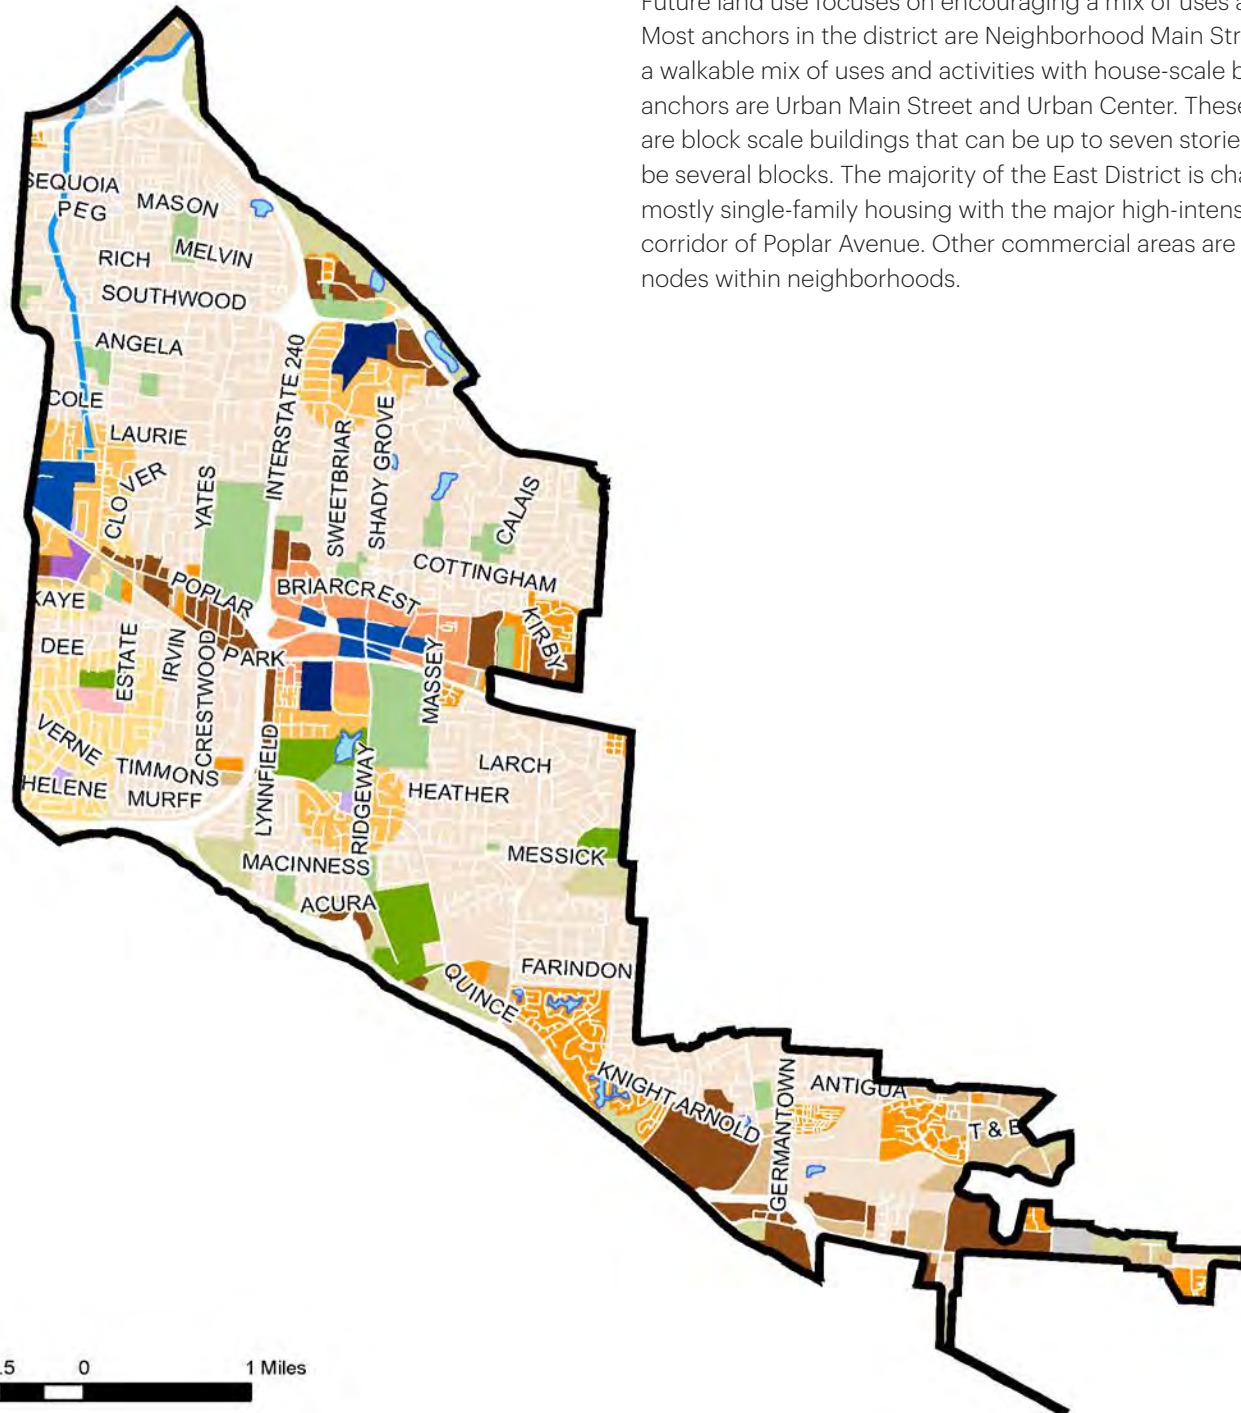 Future land use focuses on encouraging a mix of uses a
Most anchors in the district are Neighborhood Main Str
a walkable mix of uses and activities with house-scale b
anchors are Urban Main Street and Urban Center. These
are block scale buildings that can be up to seven storie
be several blocks. The majority of the East District is cha
mostly single-family housing with the major high-intens
corridor of Poplar Avenue. Other commercial areas are
nodes within neighborhoods.
SEQUOIA
PEG
MASON
RICH
MELVIN
SOUTHWOOD
ANGELA
INTERSTATE 240
COLE
LAURIE
CLOVER
YATES
SWEETBRIAR
SHADY GROVE
CALAIS
COTTINGHAM
POPLAR
BRIARCREST
KAYE
KIRBY
DEE
ESTATE
IRVIN
CRESTWOOD
PARK
MASSEY
VERNE
TIMMONS
HELENE
MURFF
LYNNFIELD
RIDGEWAY
LARCH
HEATHER
MACINNESS
MESSICK
ACURA
QUINCE
FARINDON
KNIGHT ARNOLD
GERMANTOWN
ANTIGUA
T & B
.5 0 1 Miles